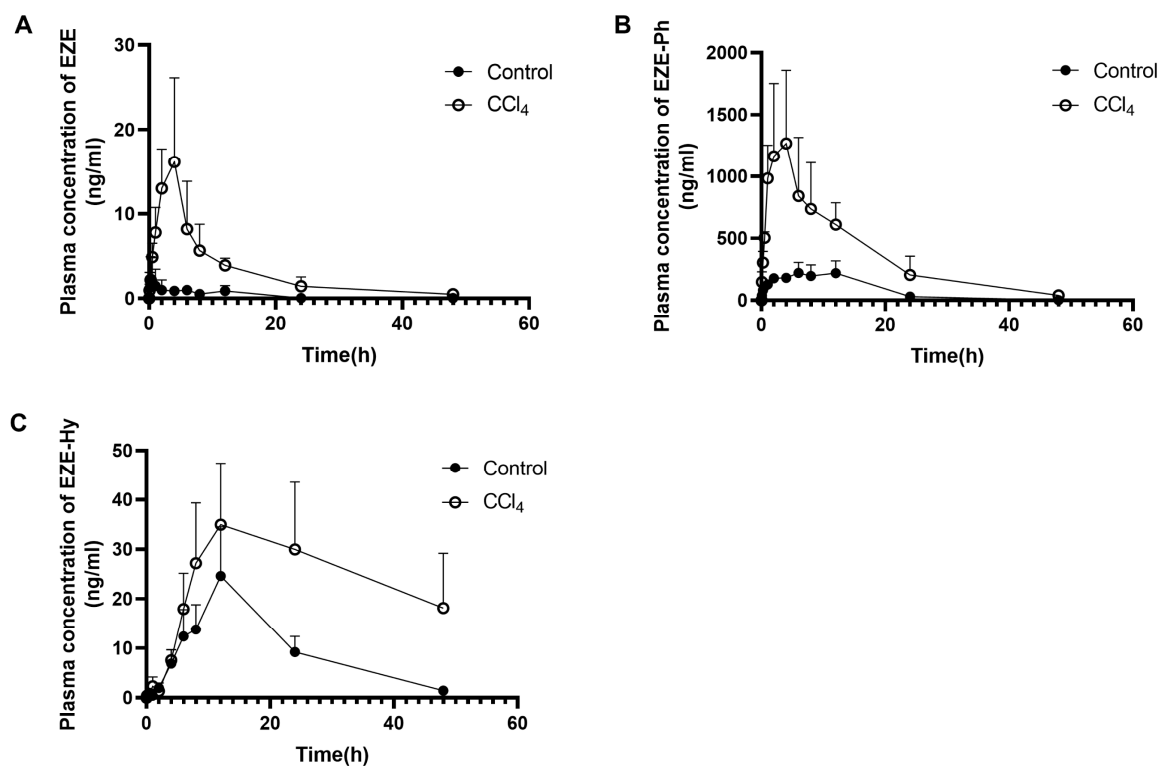 A
Plasma concentration of EZE
(ng/ml)
30
20
10
0
0
20
40
60
Time(h)
Control
CCl₄
B
Plasma concentration of EZE-Ph
(ng/ml)
2000
1500
1000
500
0
0
20
40
60
Time(h)
Control
CCl₄
C
Plasma concentration of EZE-Hy
(ng/ml)
50
40
30
20
10
0
0
20
40
60
Time(h)
Control
CCl₄